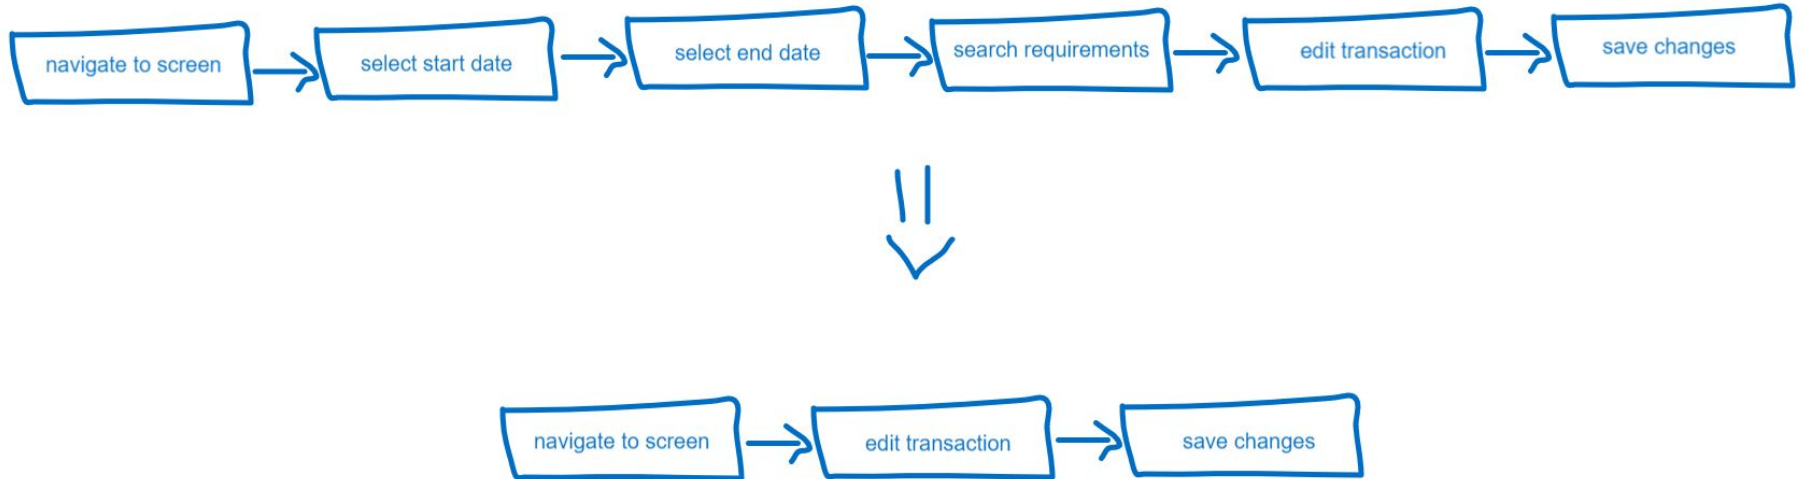 navigate to screen
select start date
select end date
search requirements
edit transaction
save changes
navigate to screen
edit transaction
save changes